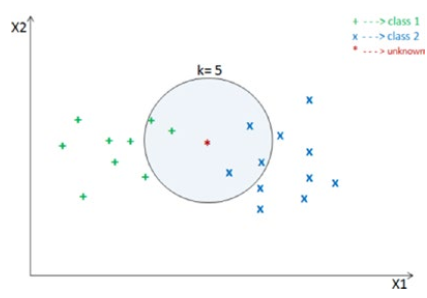 X2
+ - - -> class 1
x - - -> class 2
* - - -> unknown
k= 5
X1